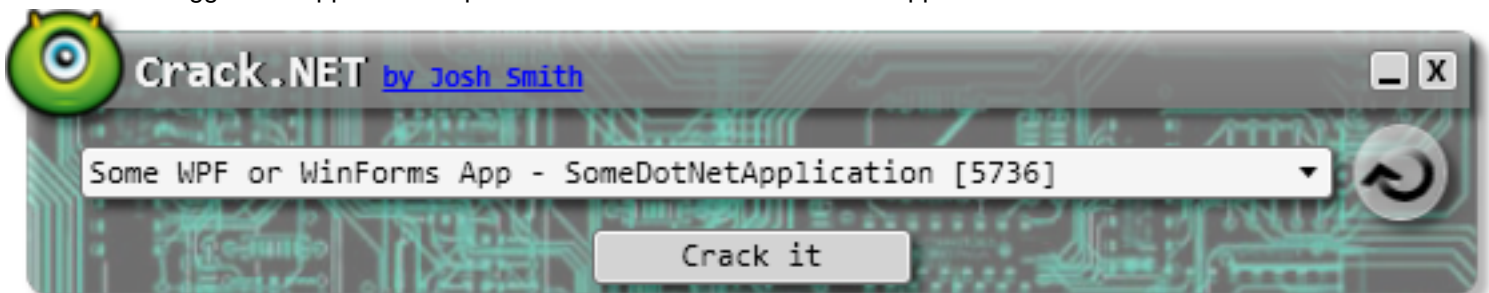 Crack.NET by Josh Smith
X
Some WPF or WinForms App - SomeDotNetApplication [5736]
Crack it